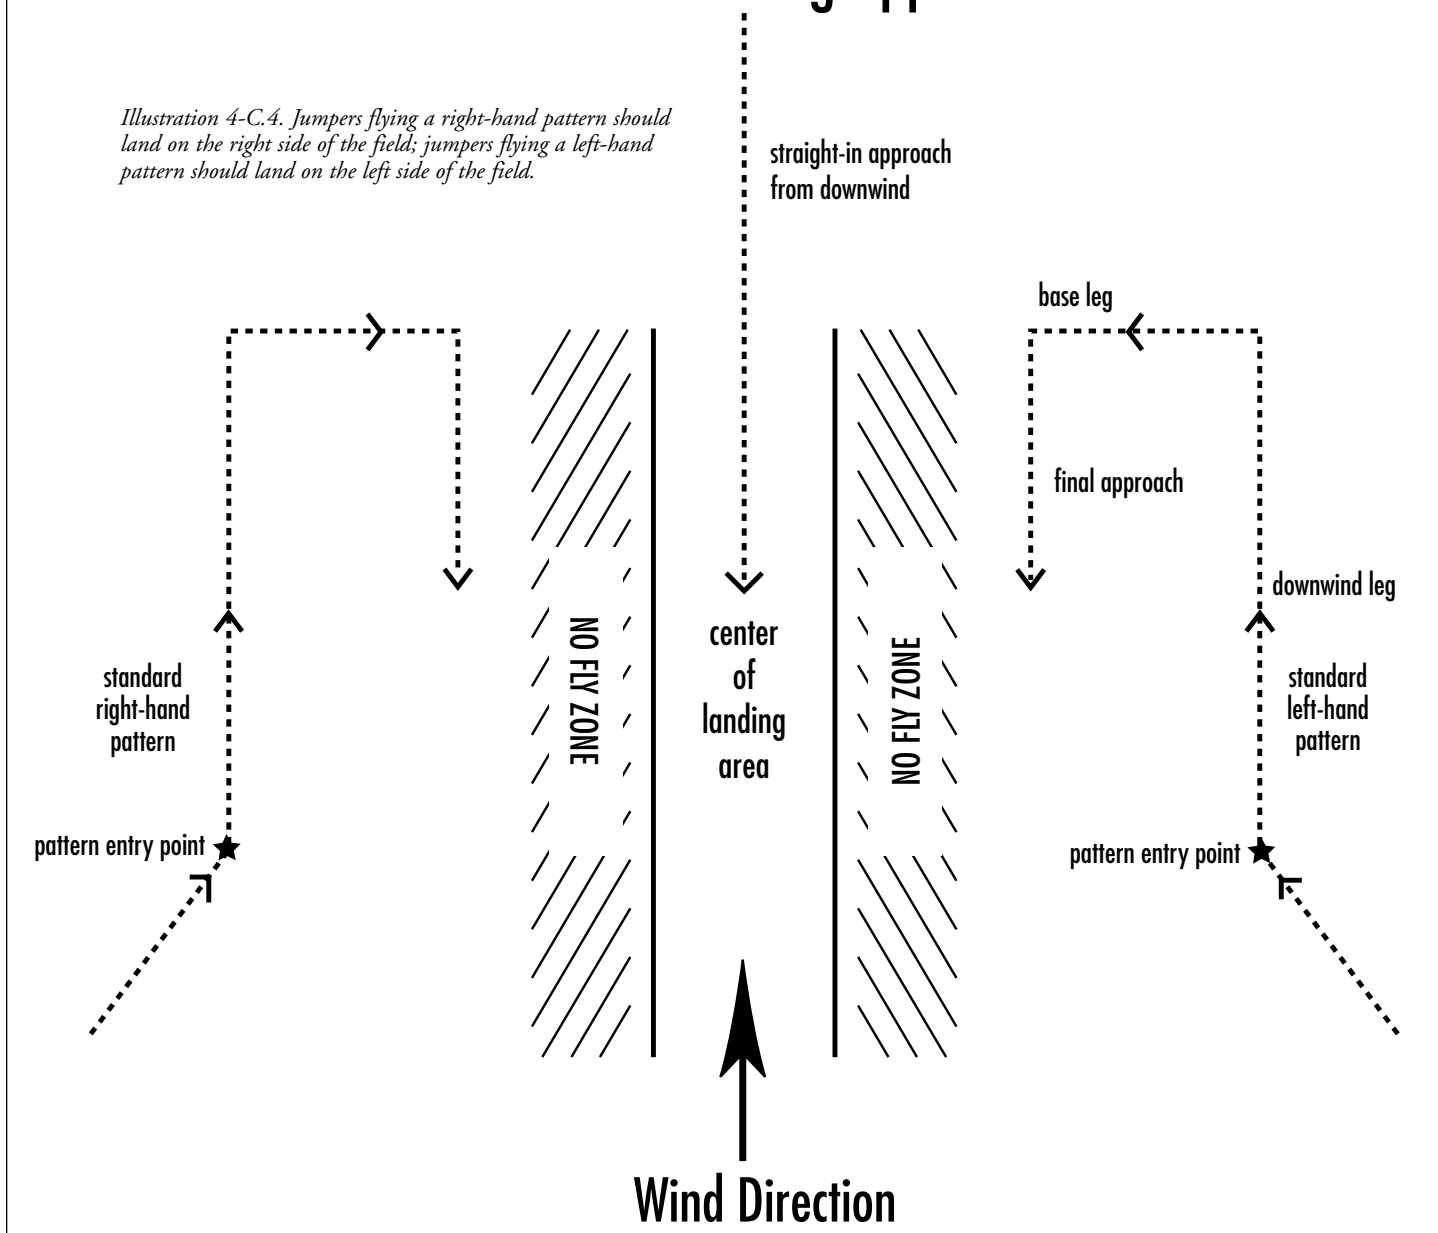 Illustration 4-C.4. Jumpers flying a right-hand pattern should
land on the right side of the field; jumpers flying a left-hand
pattern should land on the left side of the field.
straight-in approach
from downwind
base leg
final approach
downwind leg
standard
right-hand
pattern
NO FLY ZONE
center
of
landing
area
NO FLY ZONE
standard
left-hand
pattern
pattern entry point
pattern entry point
Wind Direction